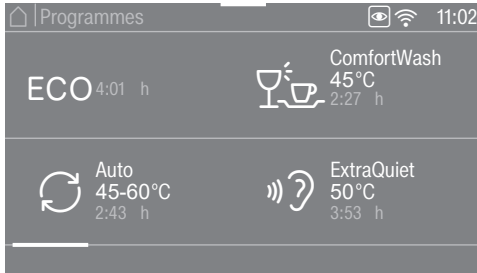 Programmes 11:02
ECO 4:01 h
ComfortWash
45°C
2:27 h
Auto
45-60°C
2:43 h
ExtraQuiet
50°C
3:53 h